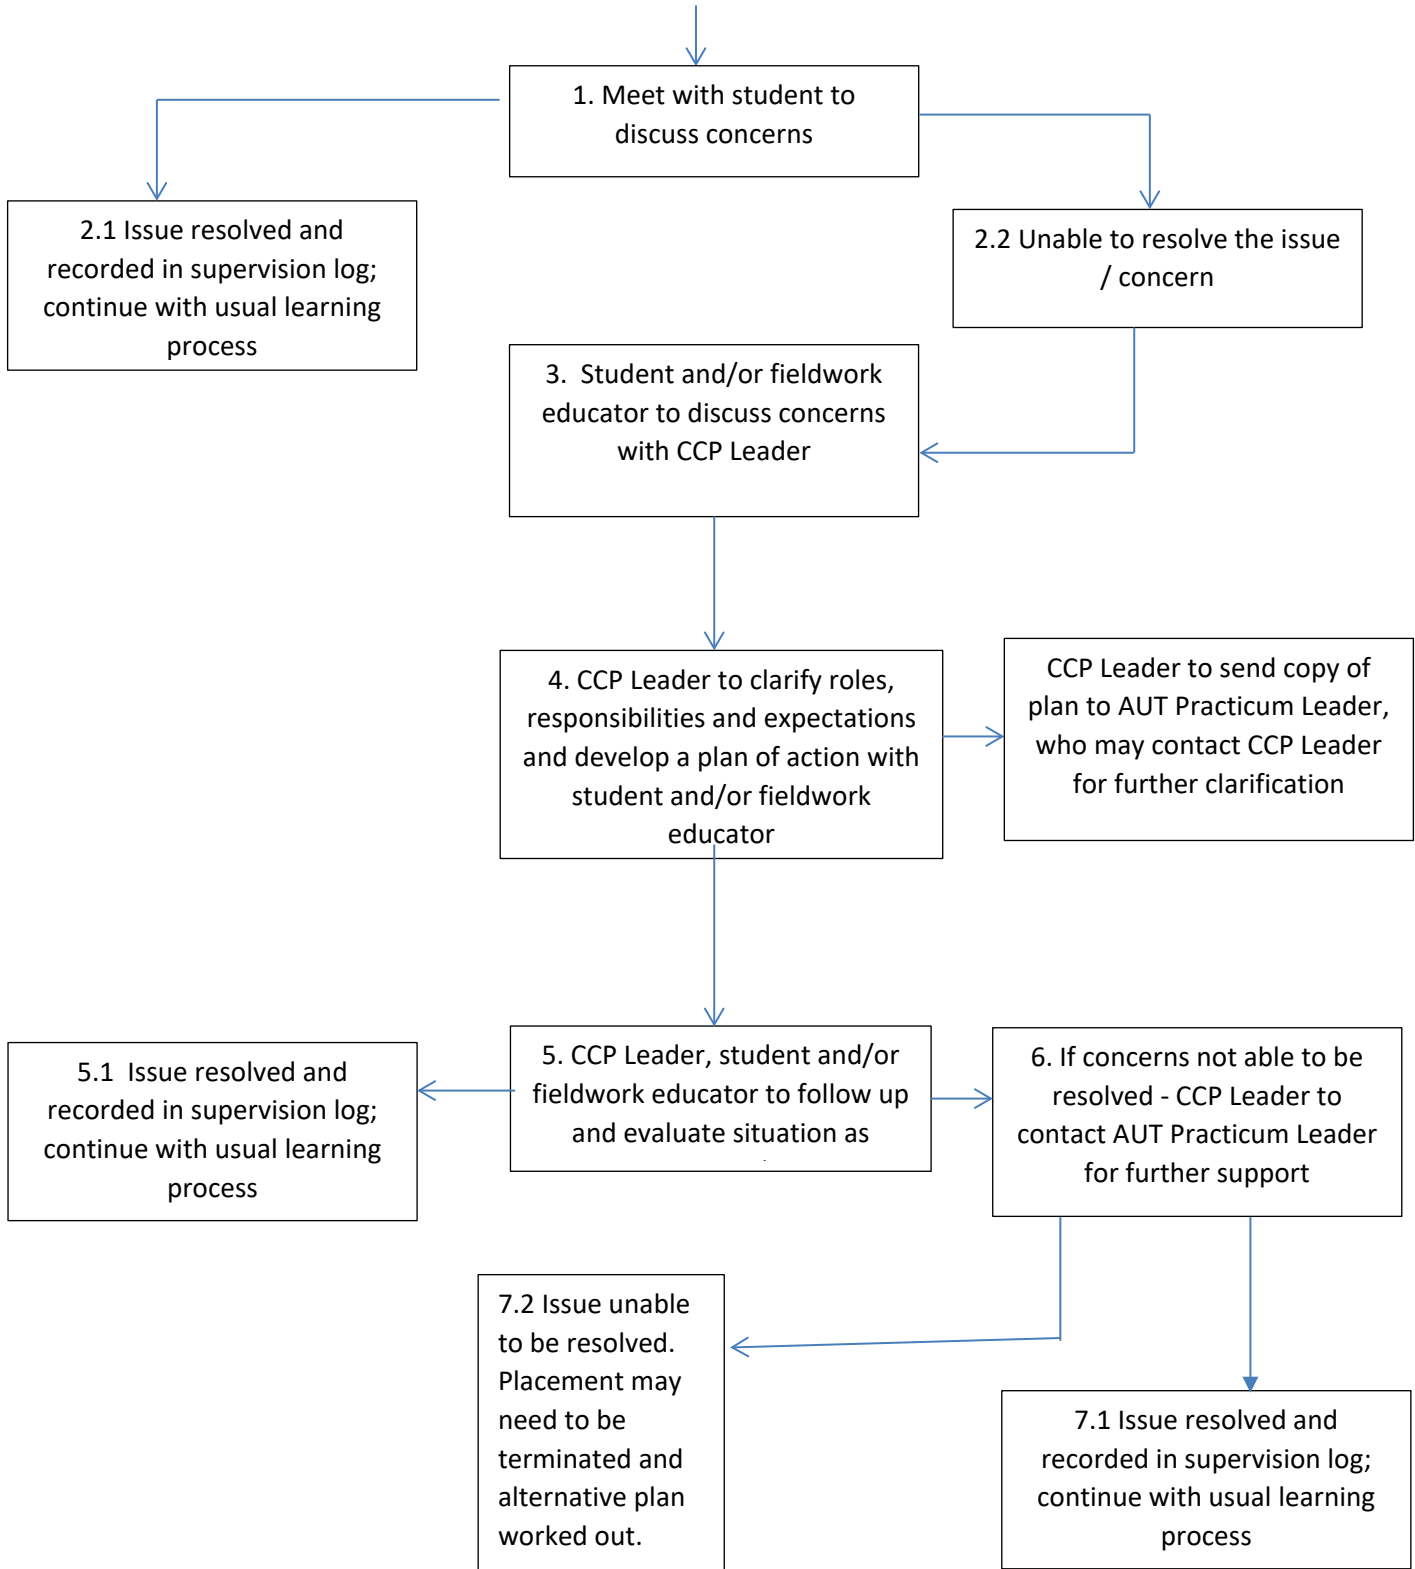 1. Meet with student to
discuss concerns
2.1 Issue resolved and
recorded in supervision log;
continue with usual learning
process
2.2 Unable to resolve the issue
/ concern
3.  Student and/or fieldwork
educator to discuss concerns
with CCP Leader
4. CCP Leader to clarify roles,
responsibilities and expectations
and develop a plan of action with
student and/or fieldwork
educator
CCP Leader to send copy of
plan to AUT Practicum Leader,
who may contact CCP Leader
for further clarification
5.1  Issue resolved and
recorded in supervision log;
continue with usual learning
process
5. CCP Leader, student and/or
fieldwork educator to follow up
and evaluate situation as
6. If concerns not able to be
resolved - CCP Leader to
contact AUT Practicum Leader
for further support
7.2 Issue unable
to be resolved.
Placement may
need to be
terminated and
alternative plan
worked out.
7.1 Issue resolved and
recorded in supervision log;
continue with usual learning
process